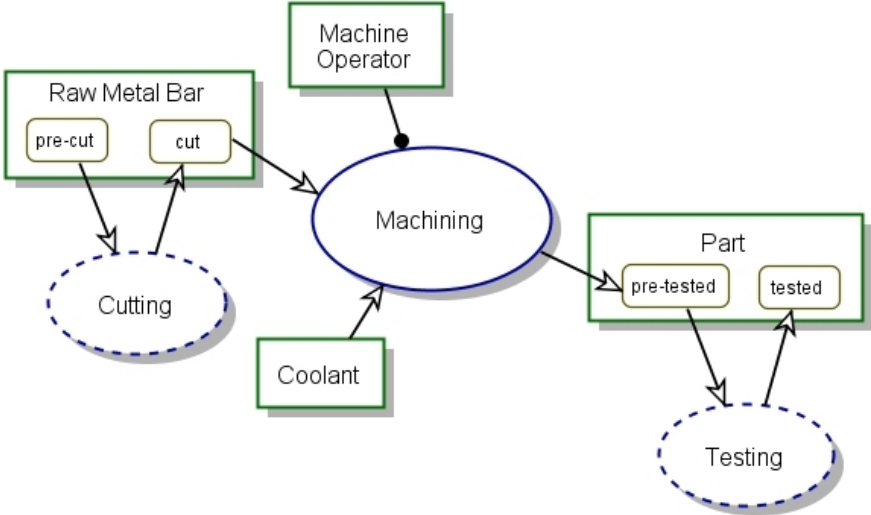 Machine
Operator
Raw Metal Bar
pre-cut
cut
Machining
Part
pre-tested
tested
Cutting
Coolant
Testing